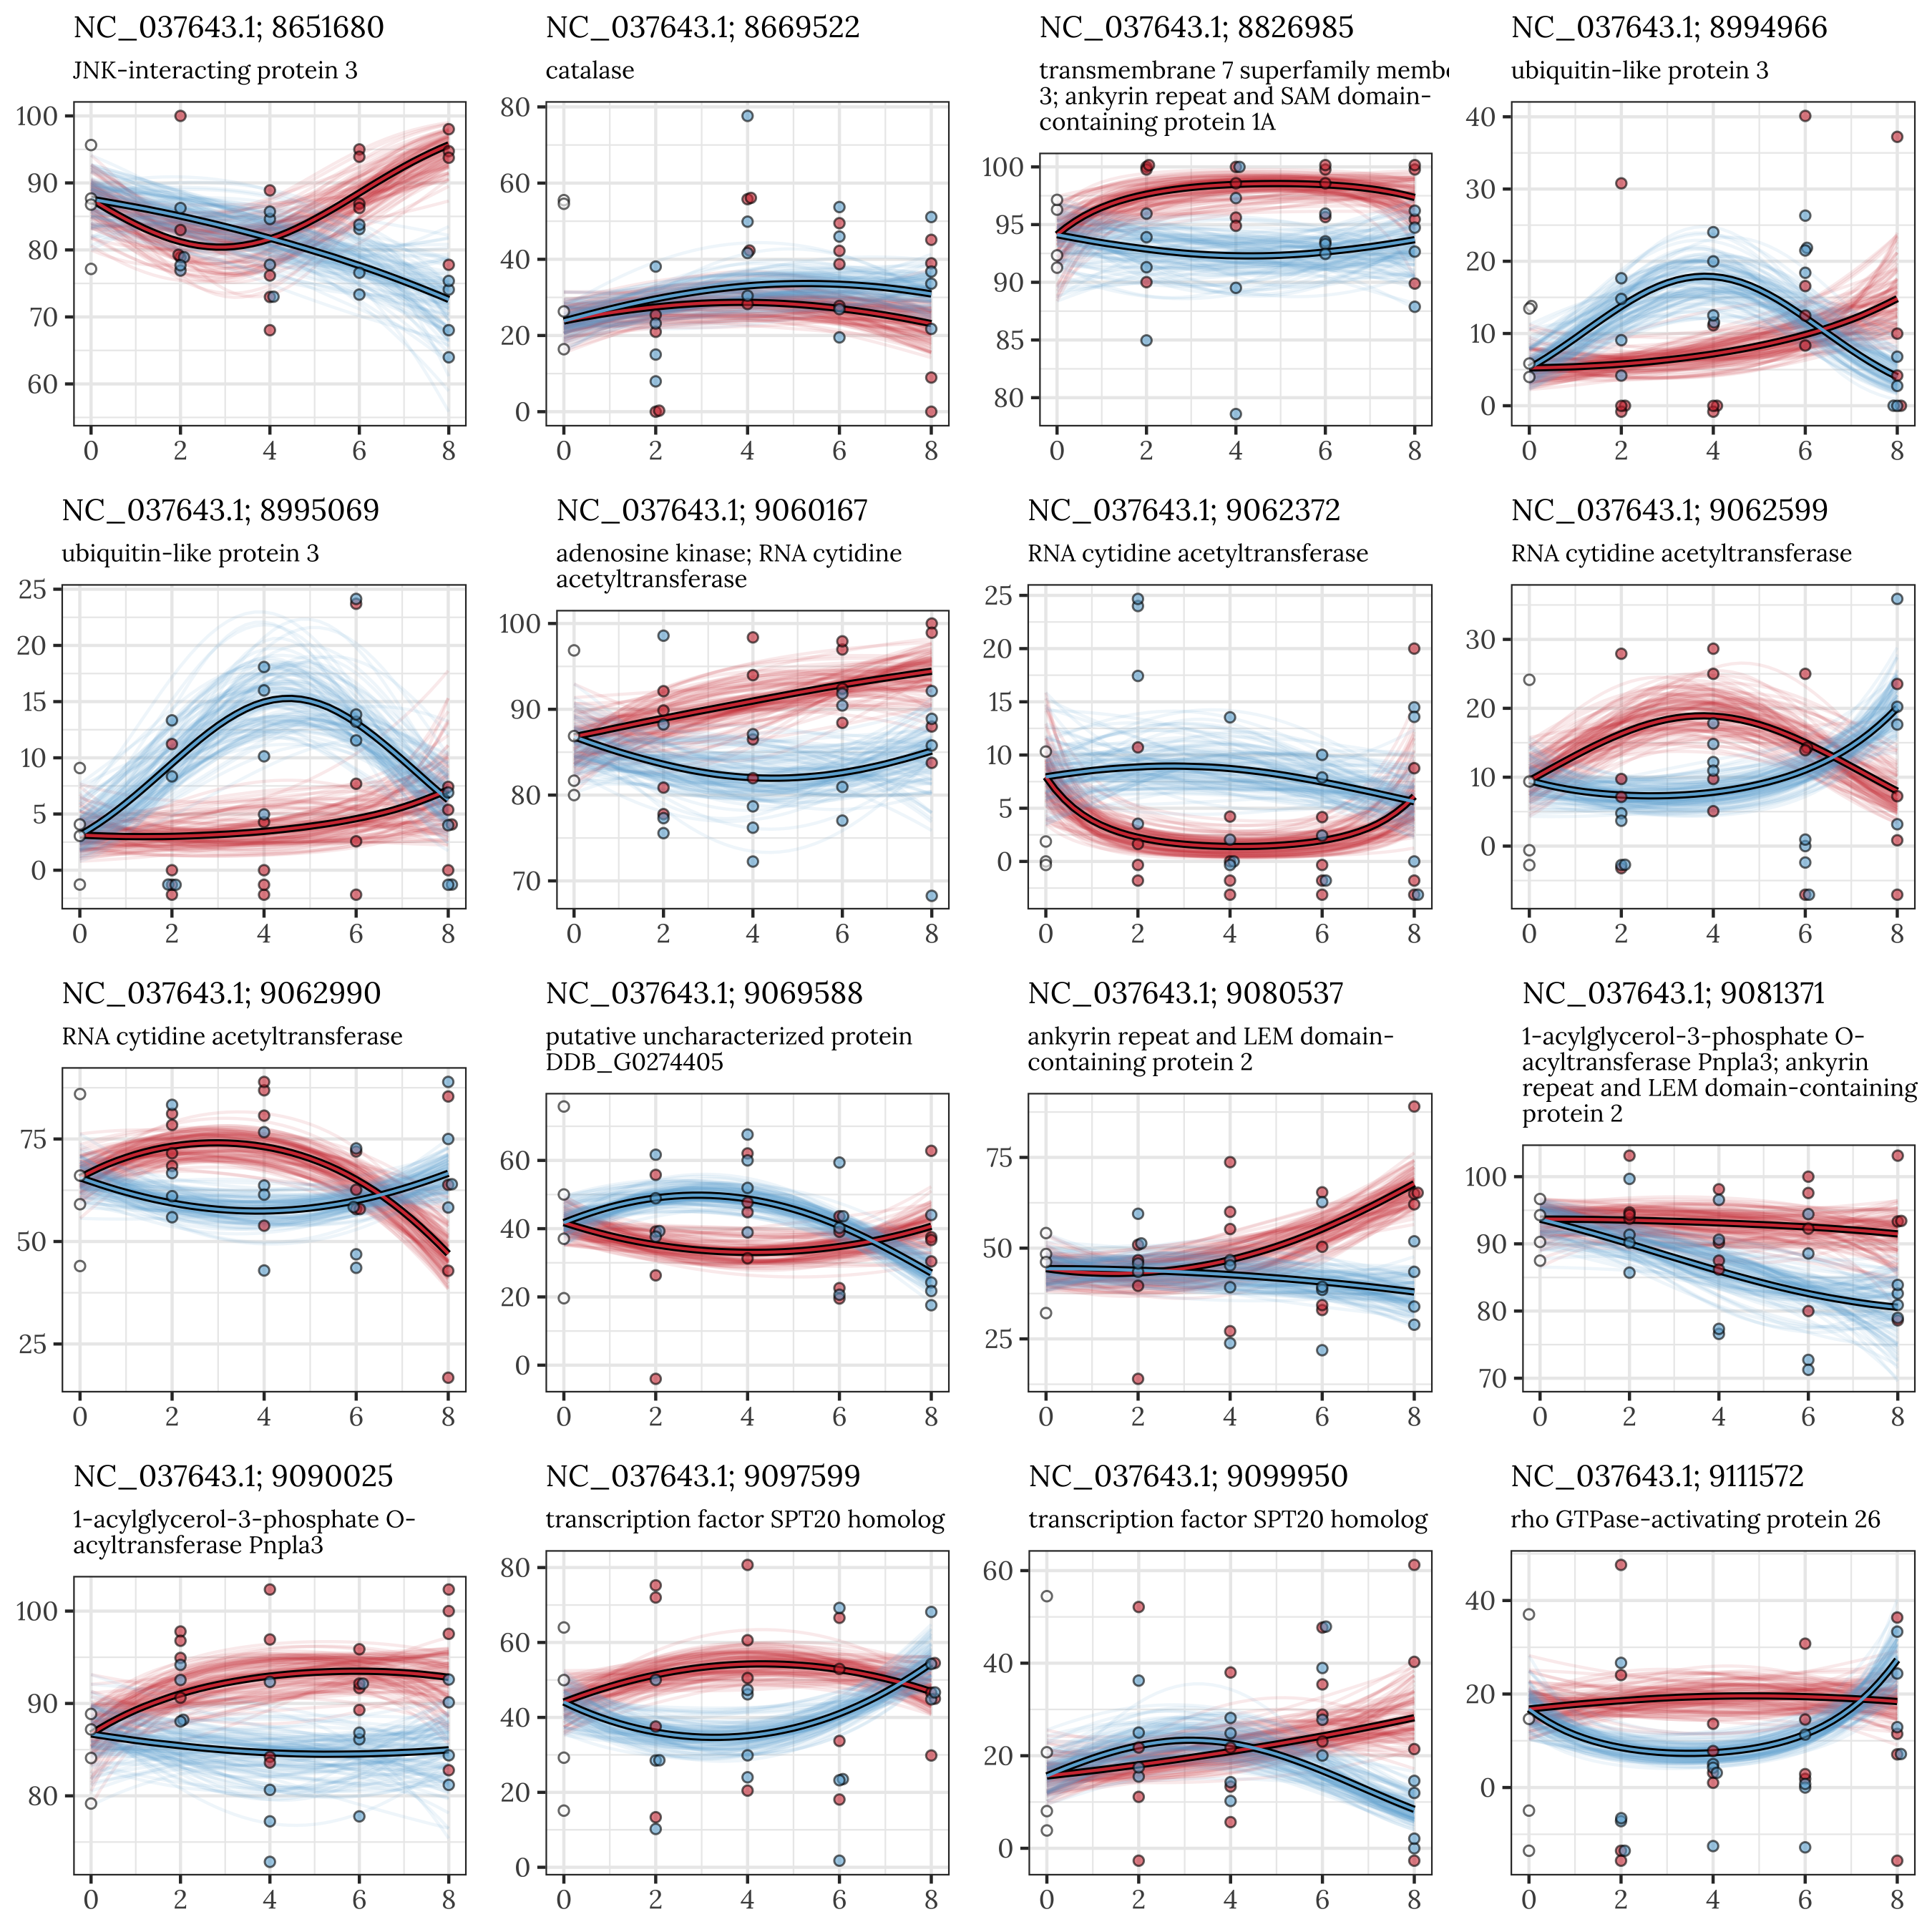 NC_037643.1; 8651680
JNK-interacting protein 3
100
90
80
70
60
0 2 4 6 8
NC_037643.1; 8669522
catalase
80
60
40
20
0
0 2 4 6 8
NC_037643.1; 8826985
transmembrane 7 superfamily membe
3; ankyrin repeat and SAM domain-
containing protein 1A
100
95
90
85
80
0 2 4 6 8
NC_037643.1; 8994966
ubiquitin-like protein 3
40
30
20
10
0
0 2 4 6 8
NC_037643.1; 8995069
ubiquitin-like protein 3
25
20
15
10
5
0
0 2 4 6 8
NC_037643.1; 9060167
adenosine kinase; RNA cytidine
acetyltransferase
100
90
80
70
0 2 4 6 8
NC_037643.1; 9062372
RNA cytidine acetyltransferase
25
20
15
10
5
0
0 2 4 6 8
NC_037643.1; 9062599
RNA cytidine acetyltransferase
30
20
10
0
0 2 4 6 8
NC_037643.1; 9062990
RNA cytidine acetyltransferase
75
50
25
0 2 4 6 8
NC_037643.1; 9069588
putative uncharacterized protein
DDB_G0274405
60
40
20
0
0 2 4 6 8
NC_037643.1; 9080537
ankyrin repeat and LEM domain-
containing protein 2
75
50
25
0 2 4 6 8
NC_037643.1; 9081371
1-acylglycerol-3-phosphate O-
acyltransferase Pnpla3; ankyrin
repeat and LEM domain-containing
protein 2
100
90
80
70
0 2 4 6 8
NC_037643.1; 9090025
1-acylglycerol-3-phosphate O-
acyltransferase Pnpla3
100
90
80
0 2 4 6 8
NC_037643.1; 9097599
transcription factor SPT20 homolog
80
60
40
20
0
0 2 4 6 8
NC_037643.1; 9099950
transcription factor SPT20 homolog
60
40
20
0
0 2 4 6 8
NC_037643.1; 9111572
rho GTPase-activating protein 26
40
20
0
0 2 4 6 8